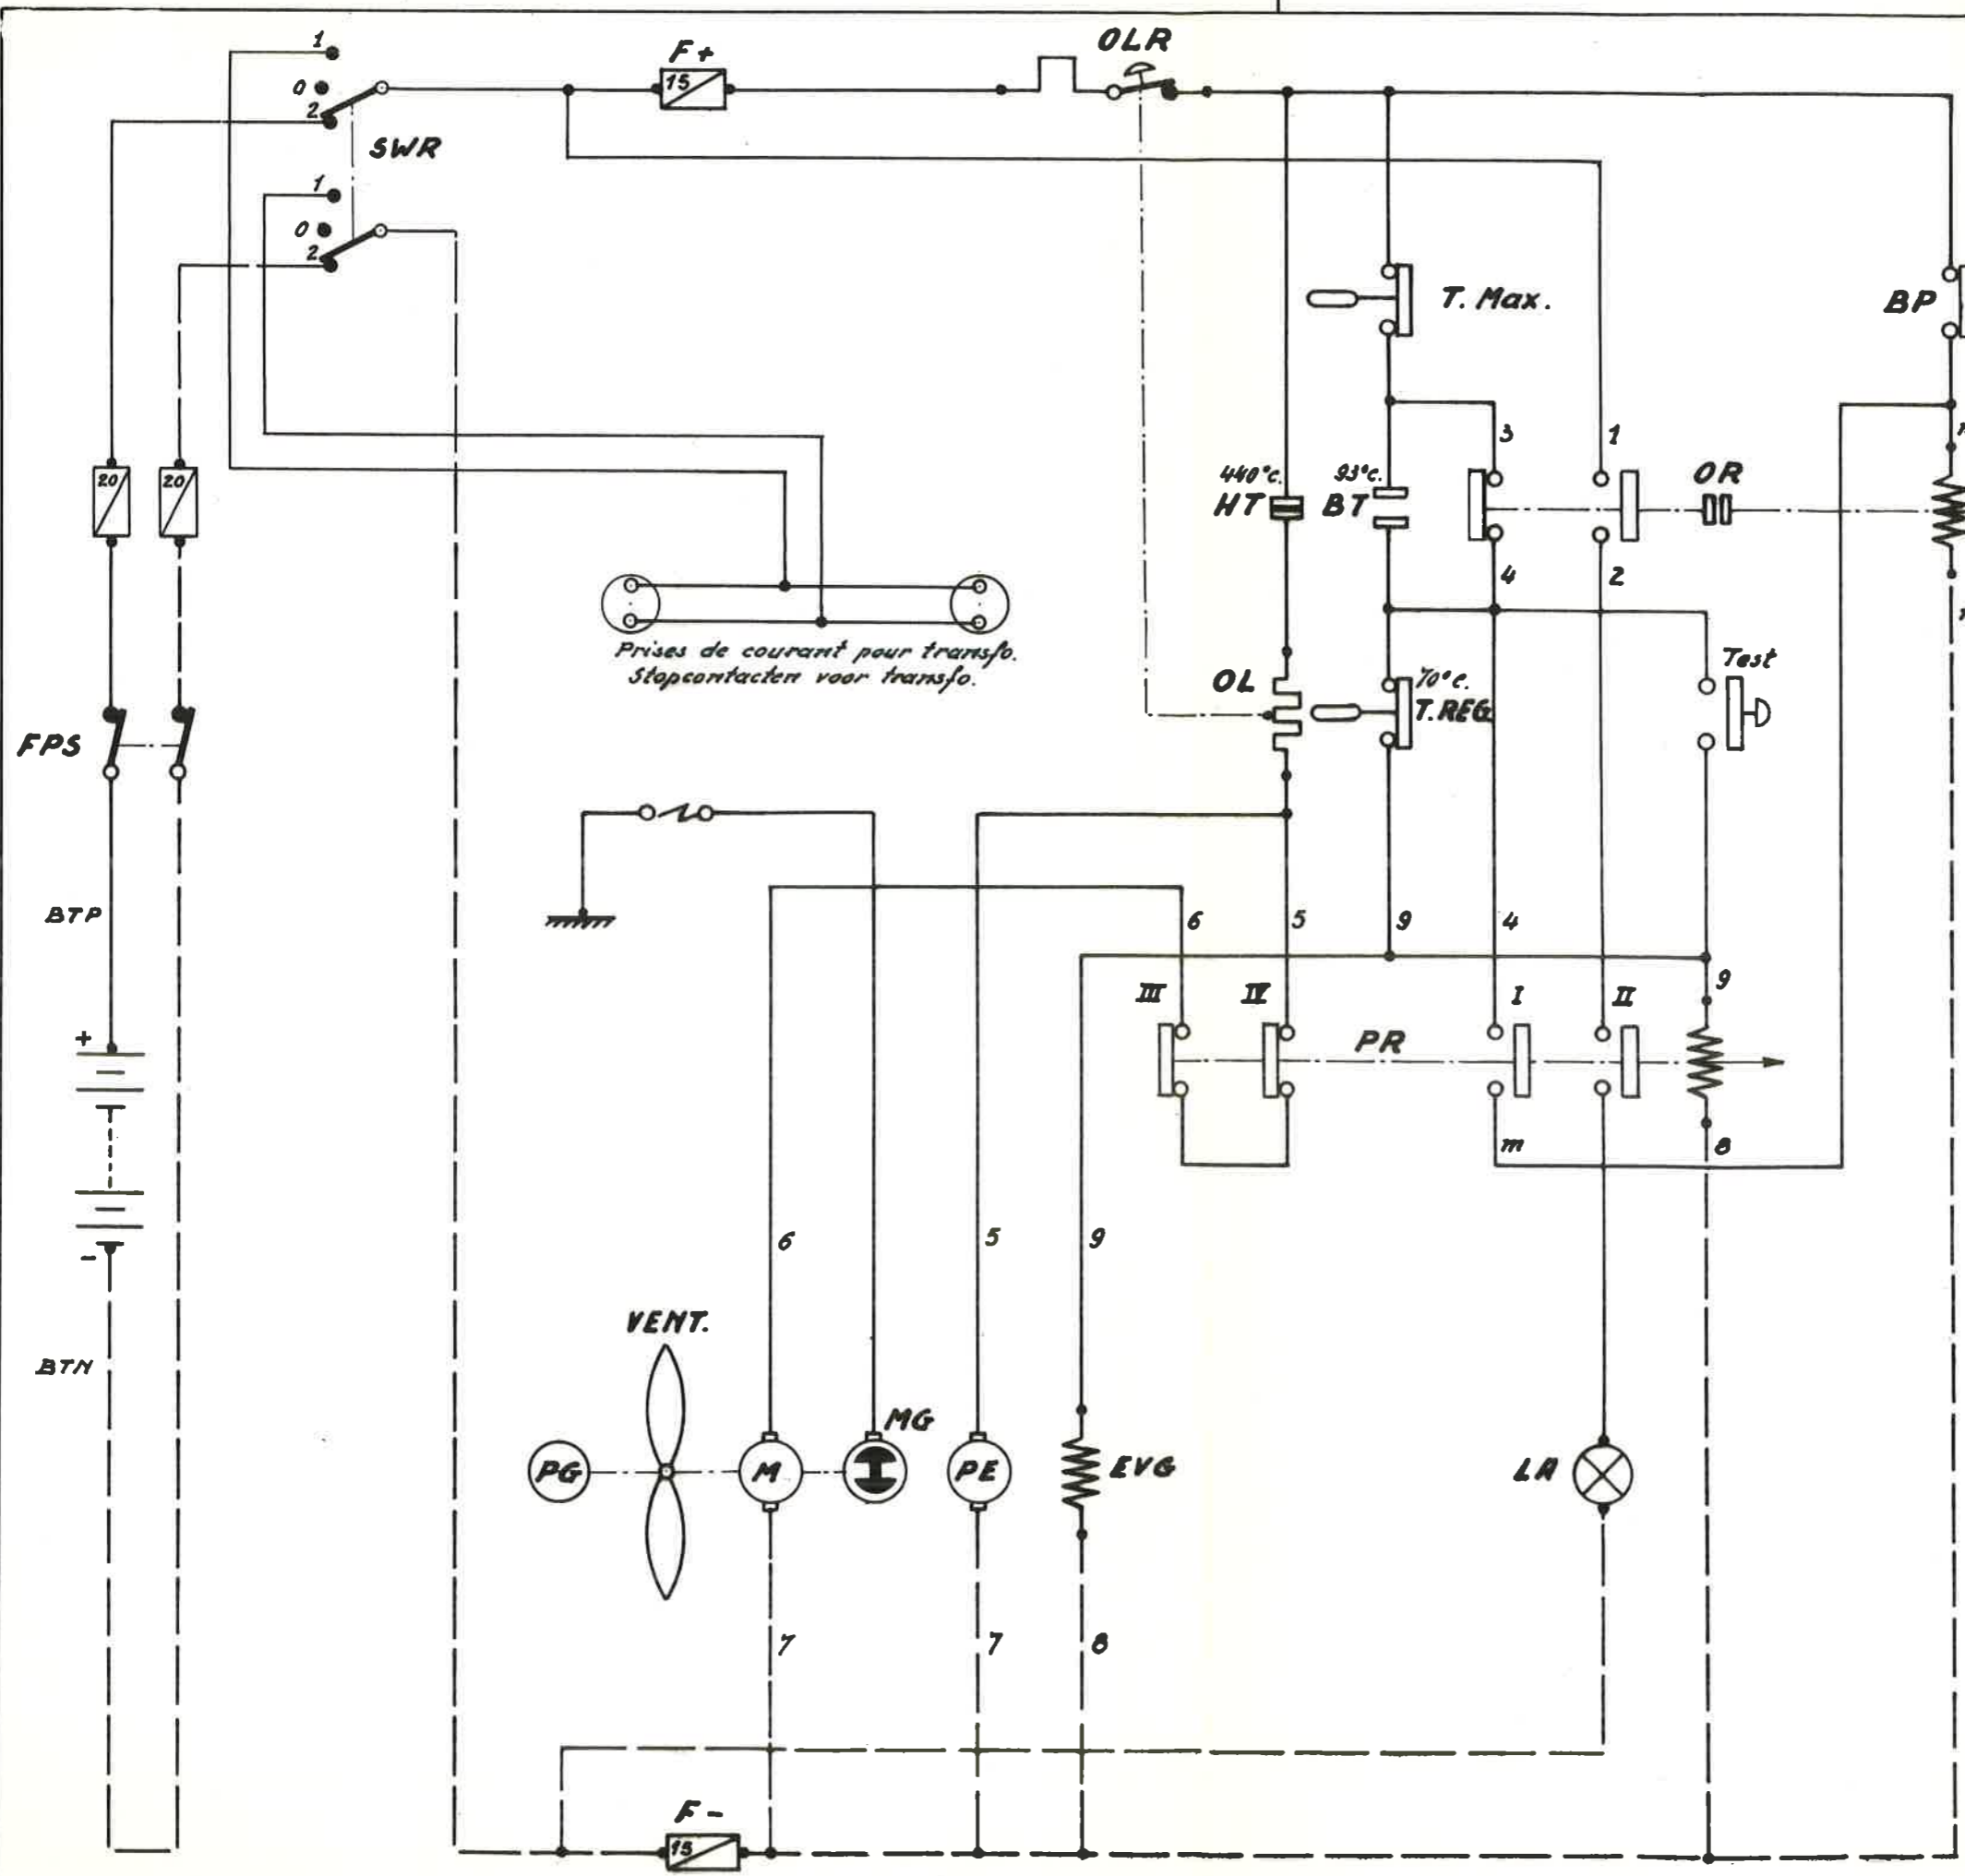 OLR
1
F+
15
0
2
SWR
1
0
2
T. Max.
BP
3
1
440°c.
93°c.
OR
HT
BT
20
20
4
2
Prises de courant pour transfo.
Stopcontacten voor transfo.
Test
OL
70°c.
T.REG
FPS
BTP
6
5
9
4
9
III
IV
I
II
+
PR
m
8
6
5
9
-
VENT.
BTN
MG
PG
M
PE
EVG
LA
7
7
8
F -
15